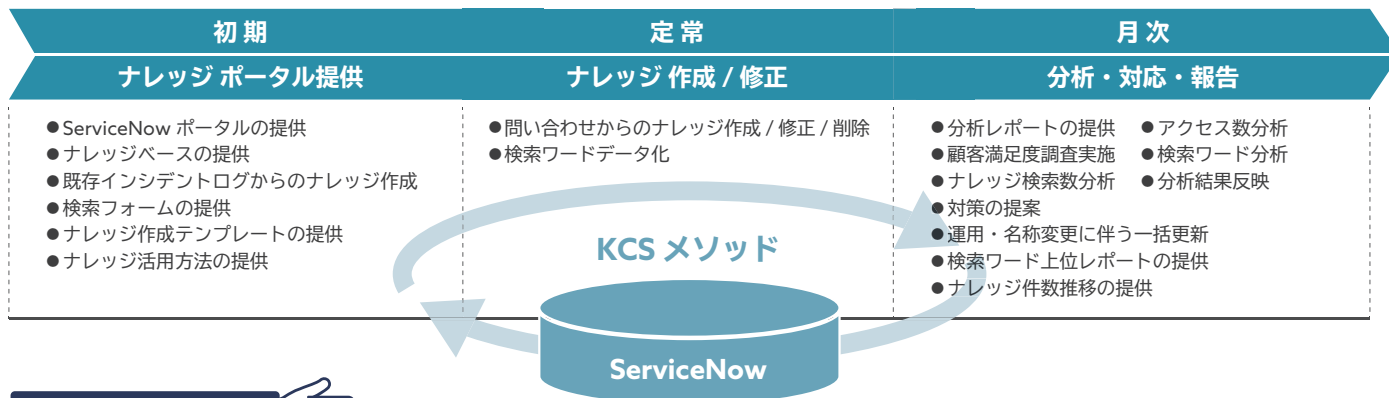 初期
ナレッジ ポータル提供
●ServiceNow ポータルの提供
●ナレッジベースの提供
●既存インシデントログからのナレッジ作成
●検索フォームの提供
●ナレッジ作成テンプレートの提供
●ナレッジ活用方法の提供
定常
ナレッジ 作成 / 修正
●問い合わせからのナレッジ作成 / 修正 / 削除
●検索ワードデータ化
月次
分析・対応・報告
●分析レポートの提供 ●アクセス数分析
●顧客満足度調査実施 ●検索ワード分析
●ナレッジ検索数分析 ●分析結果反映
●対策の提案
●運用・名称変更に伴う一括更新
●検索ワード上位レポートの提供
●ナレッジ件数推移の提供
KCS メソッド
ServiceNow